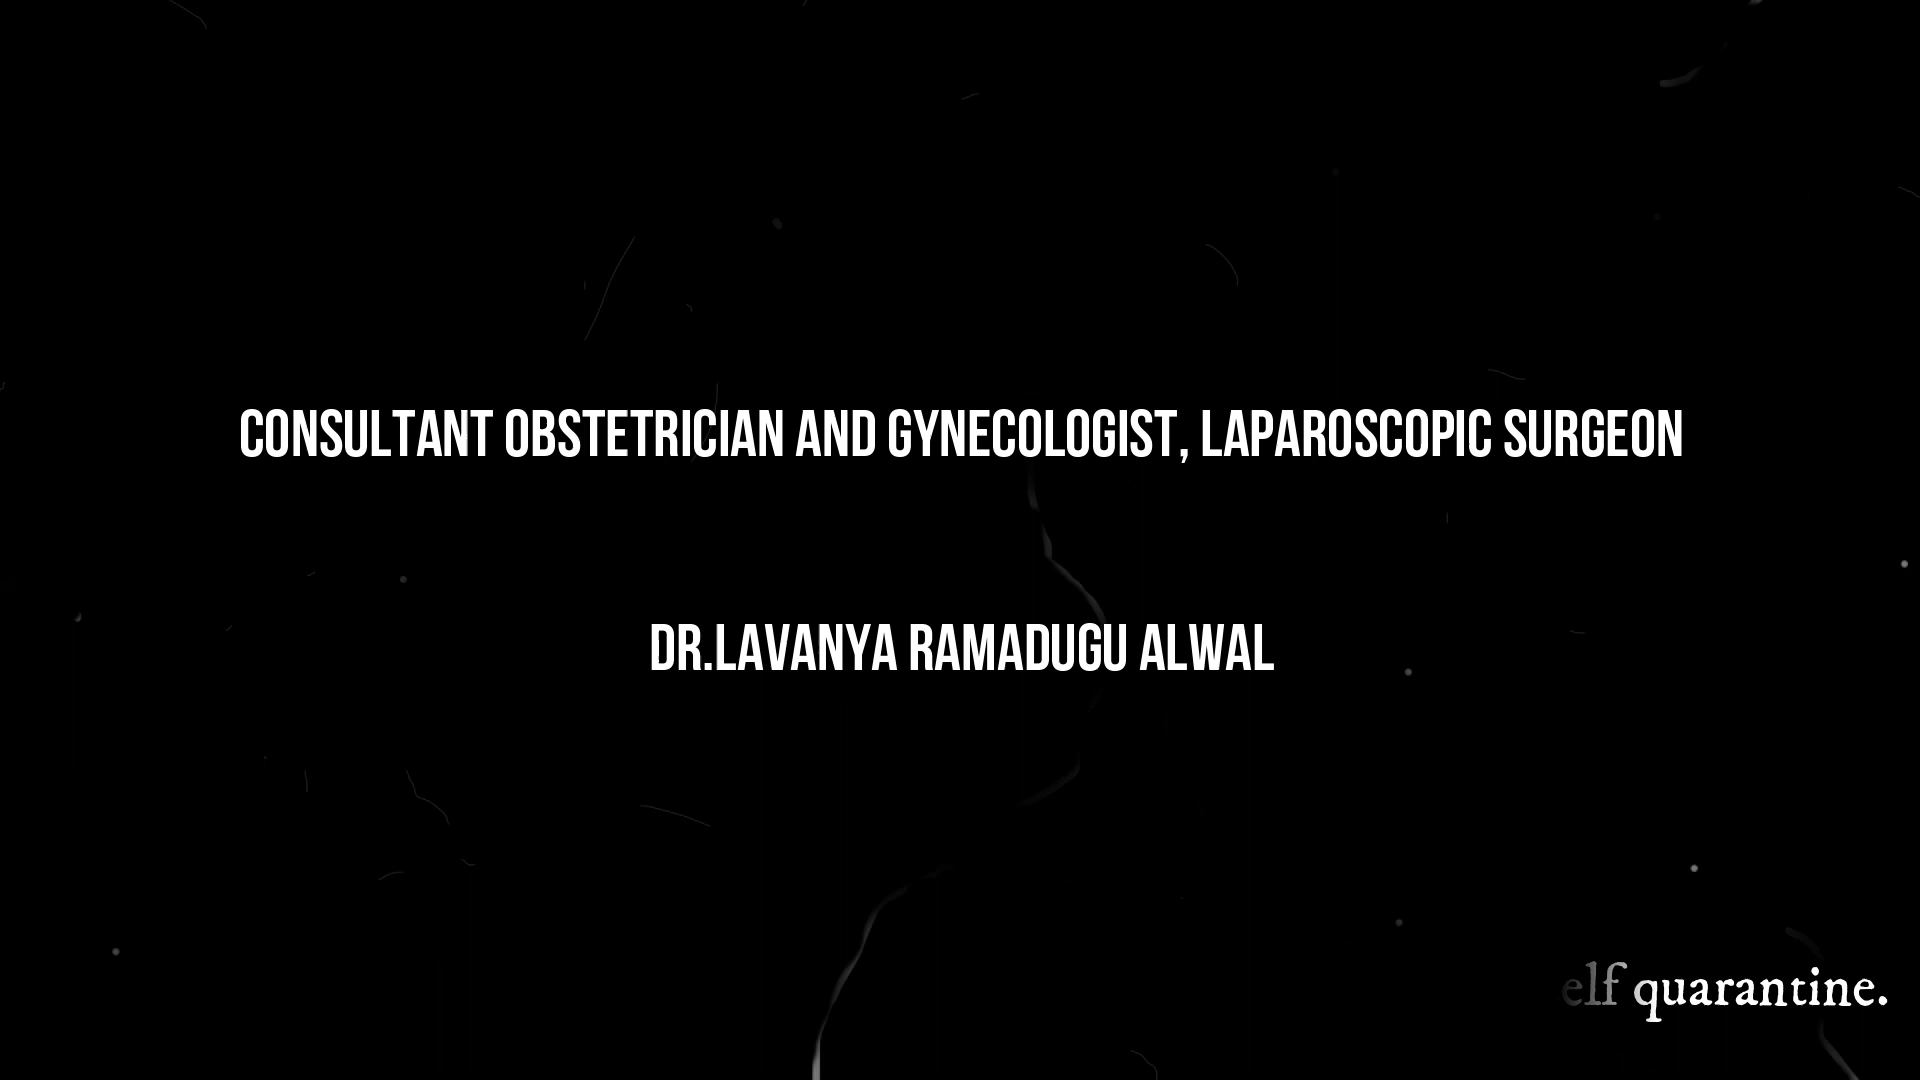 CONSULTANT OBSTETRICIAN AND GYNECOLOGIST, LAPAROSCOPIC SURGEON
DR.LAVANYA RAMADUGU ALWAL
elf quarantine.